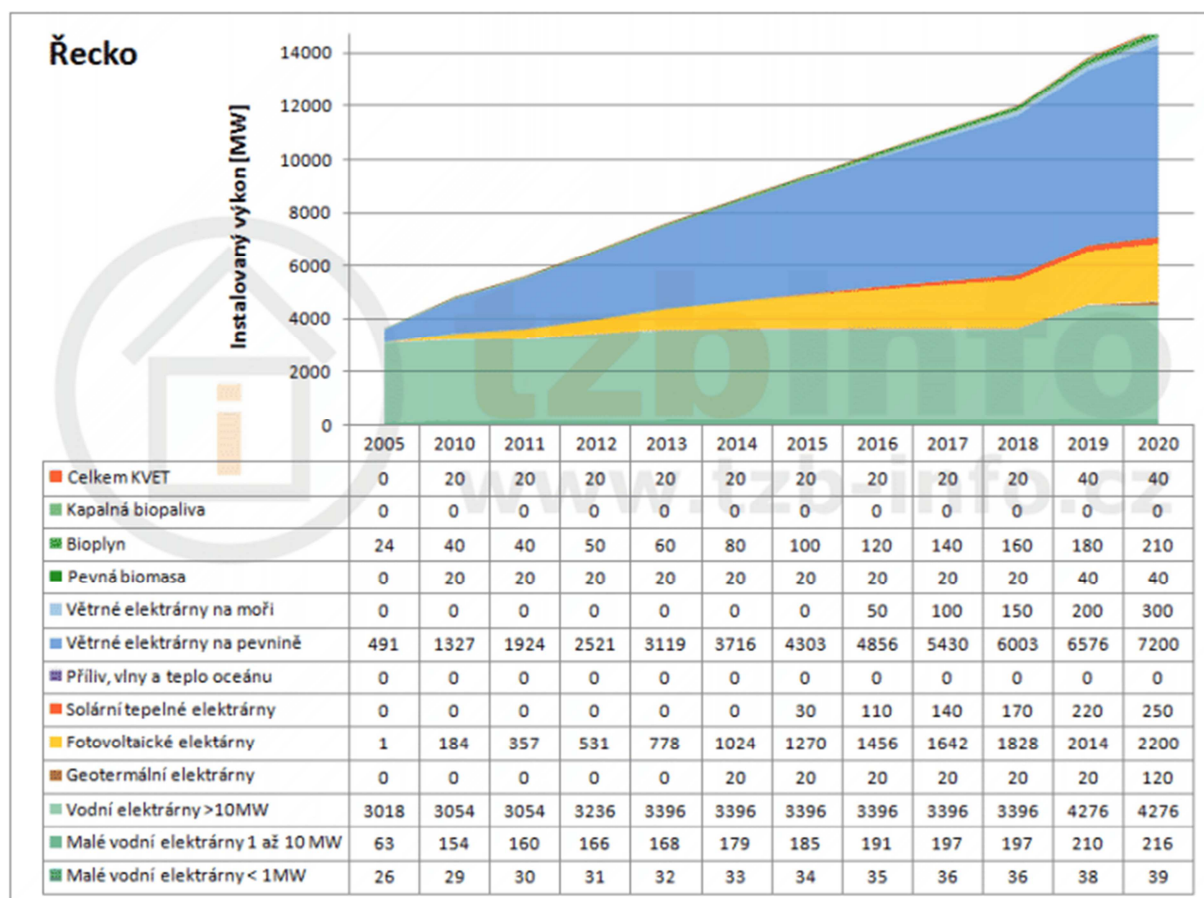 Řecko
Instalovaný výkon [MW]
14000
12000
10000
8000
6000
4000
2000
0
2005 2010 2011 2012 2013 2014 2015 2016 2017 2018 2019 2020
Celkem KVET 0 20 20 20 20 20 20 20 20 20 40 40
Kapalná biopaliva 0 0 0 0 0 0 0 0 0 0 0 0
Bioplyn 24 40 40 50 60 80 100 120 140 160 180 210
Pevná biomasa 0 20 20 20 20 20 20 20 20 20 40 40
Větrné elektrárny na moři 0 0 0 0 0 0 0 50 100 150 200 300
Větrné elektrárny na pevnině 491 1327 1924 2521 3119 3716 4303 4856 5430 6003 6576 7200
Příliv, vlny a teplo oceánu 0 0 0 0 0 0 0 0 0 0 0 0
Solární tepelné elektrárny 0 0 0 0 0 0 30 110 140 170 220 250
Fotovoltaické elektárny 1 184 357 531 778 1024 1270 1456 1642 1828 2014 2200
Geotermální elektrárny 0 0 0 0 0 20 20 20 20 20 20 120
Vodní elektrárny >10MW 3018 3054 3054 3236 3396 3396 3396 3396 3396 3396 4276 4276
Malé vodní elektrárny 1 až 10 MW 63 154 160 166 168 179 185 191 197 197 210 216
Malé vodní elektrárny < 1MW 26 29 30 31 32 33 34 35 36 36 38 39
tzbinfo
www.tzb-info.cz